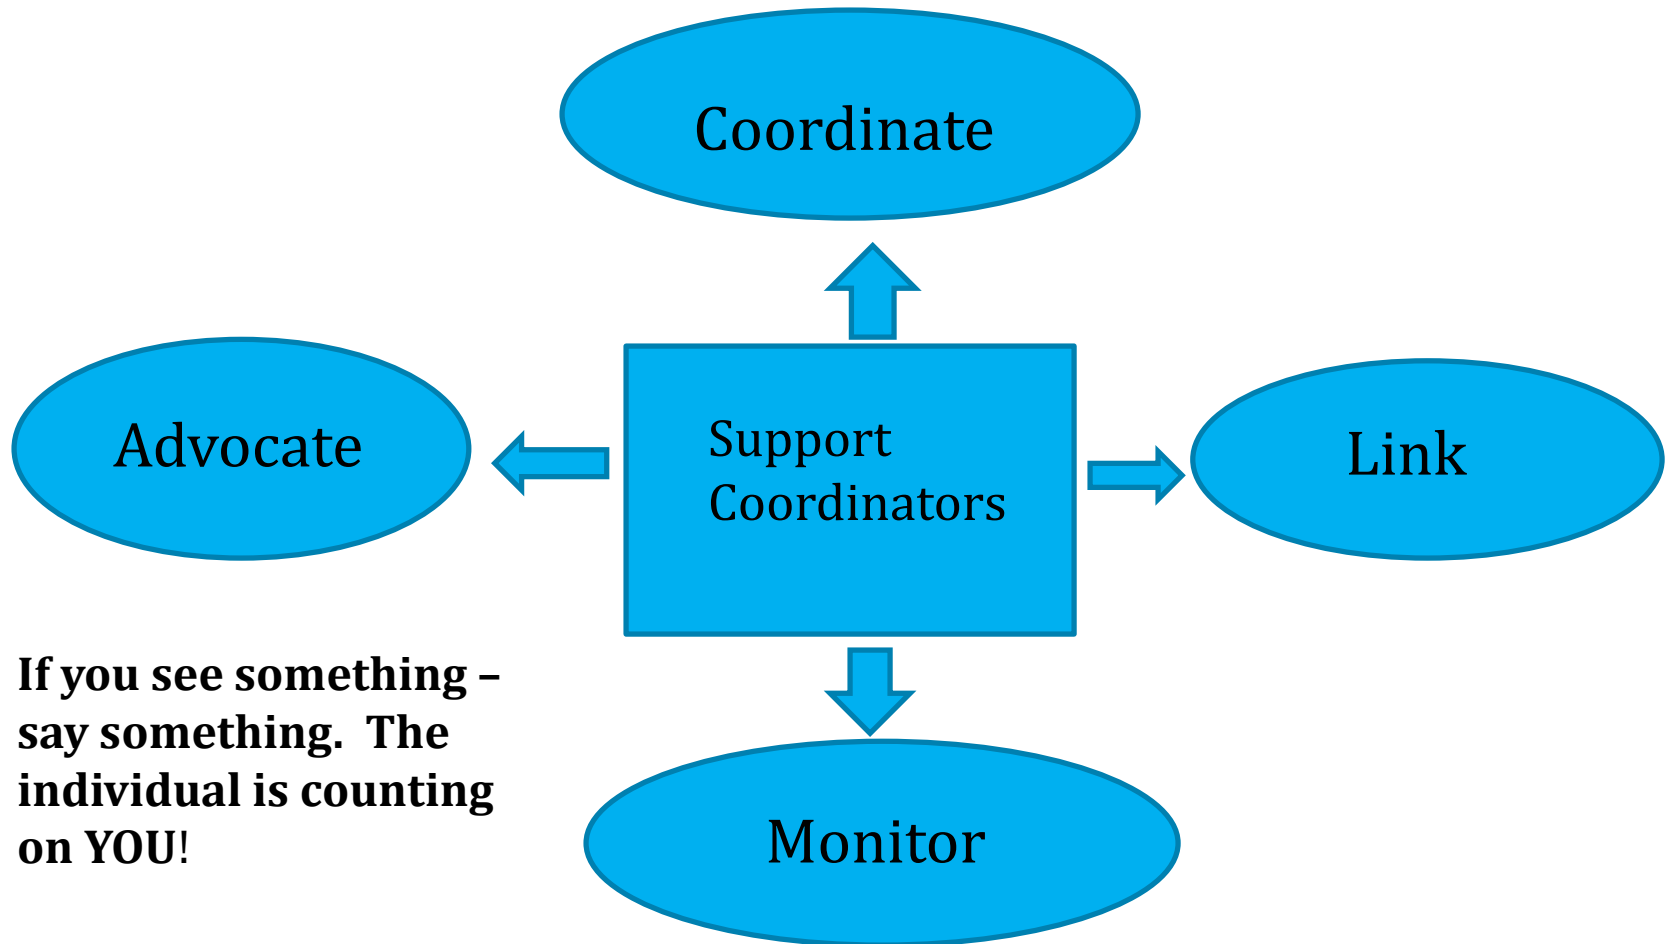 Coordinate
Advocate
Support
Coordinators
Link
If you see something –
say something.  The
individual is counting
on YOU!
Monitor